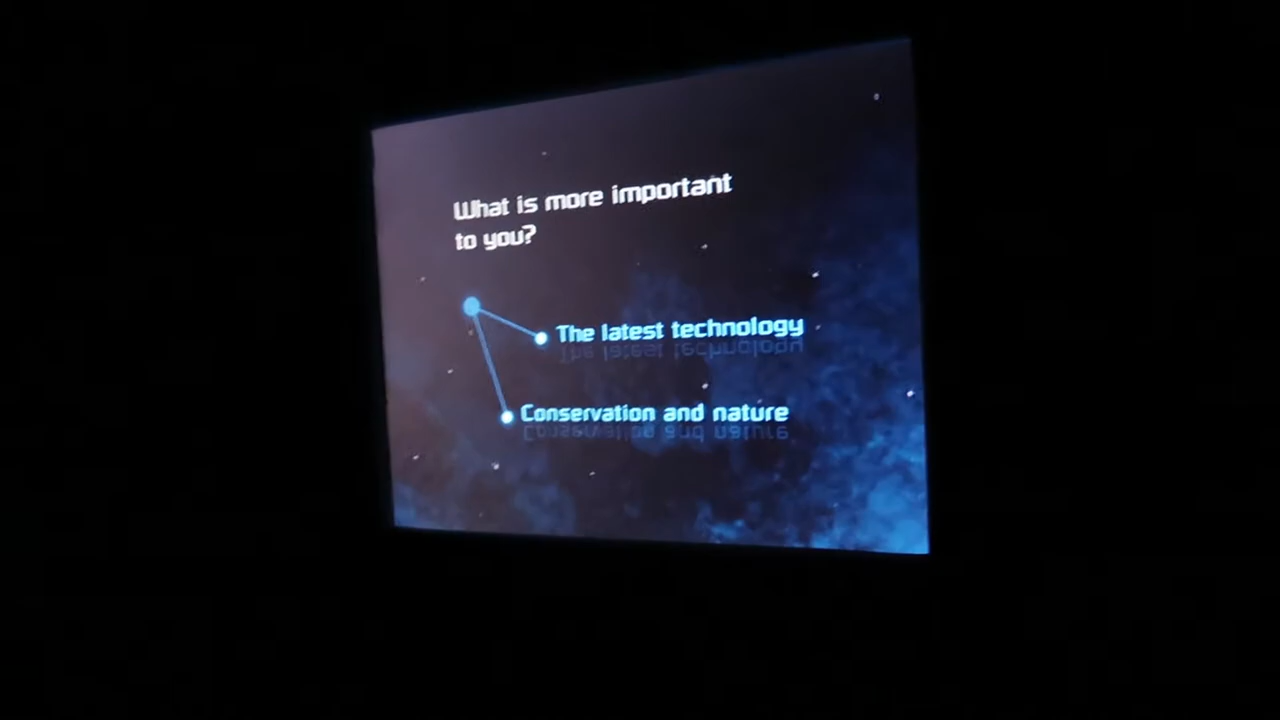 What is more important
to you?
The latest technology
Conservation and nature